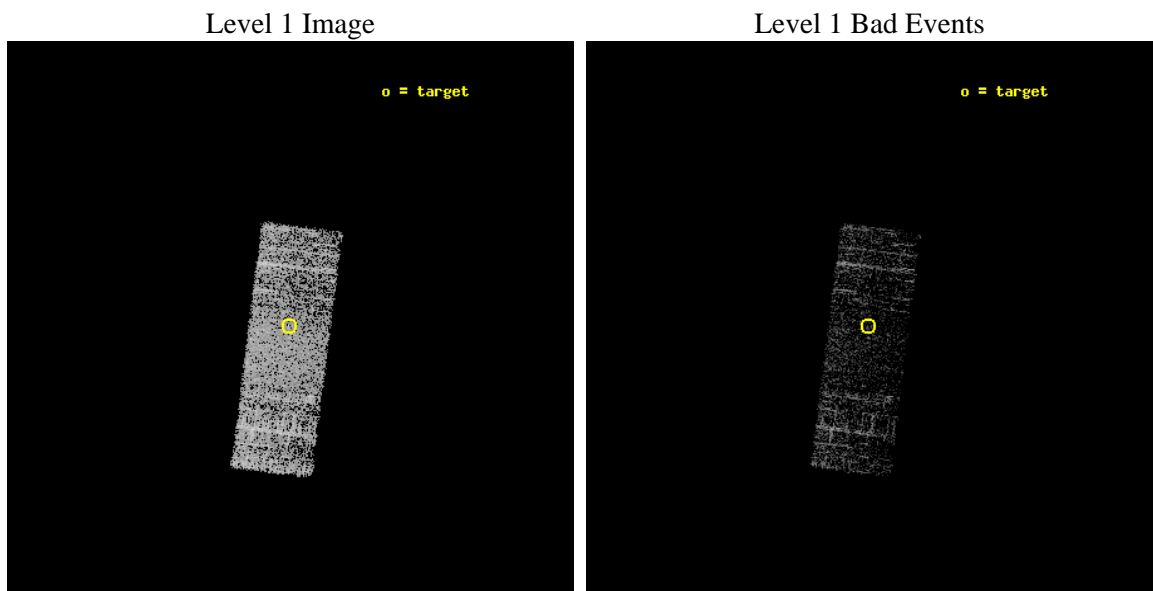 Level 1 Image
Level 1 Bad Events
o = target
o = target